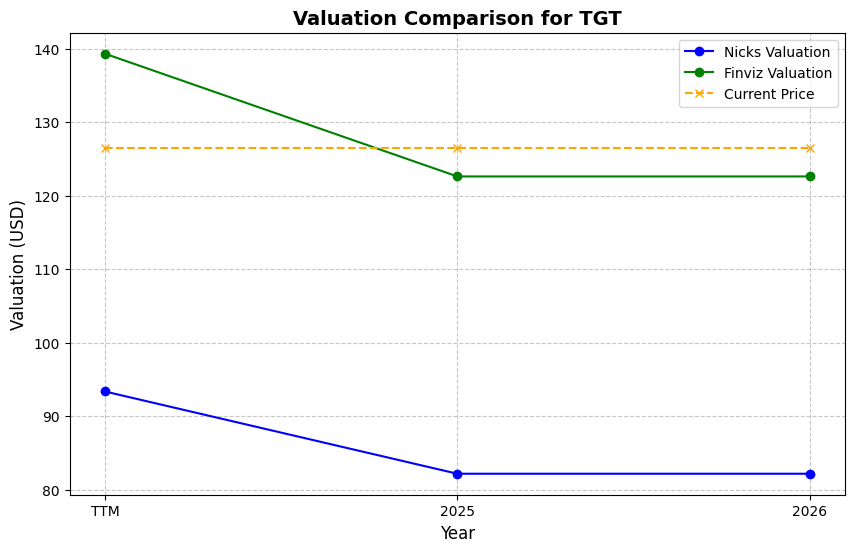 Valuation Comparison for TGT
Nicks Valuation
Finviz Valuation
Current Price
Valuation (USD)
140
130
120
110
100
90
80
TTM
2025
2026
Year